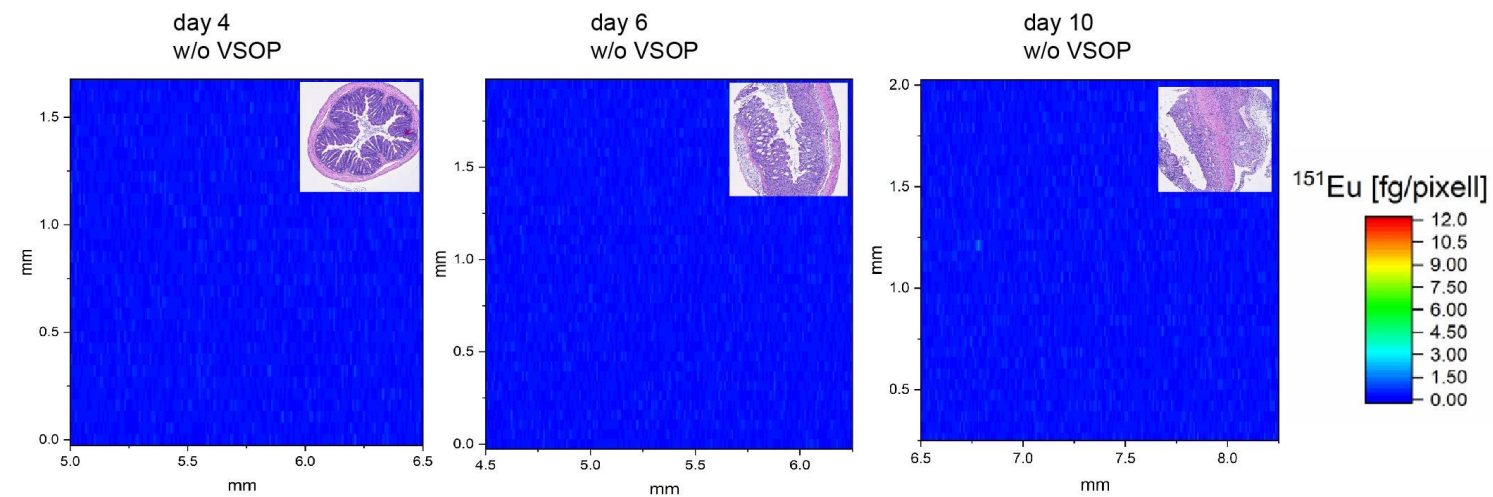 day 4
w/o VSOP
day 6
w/o VSOP
day 10
w/o VSOP
1.5
1.0
0.5
0.0
mm
5.0 5.5 6.0 6.5
mm
1.5
1.0
0.5
0.0
mm
4.5 5.0 5.5 6.0
mm
2.0
1.5
1.0
0.5
mm
6.5 7.0 7.5 8.0
mm
¹⁵¹Eu [fg/pixell]
12.0
10.5
9.00
7.50
6.00
4.50
3.00
1.50
0.00